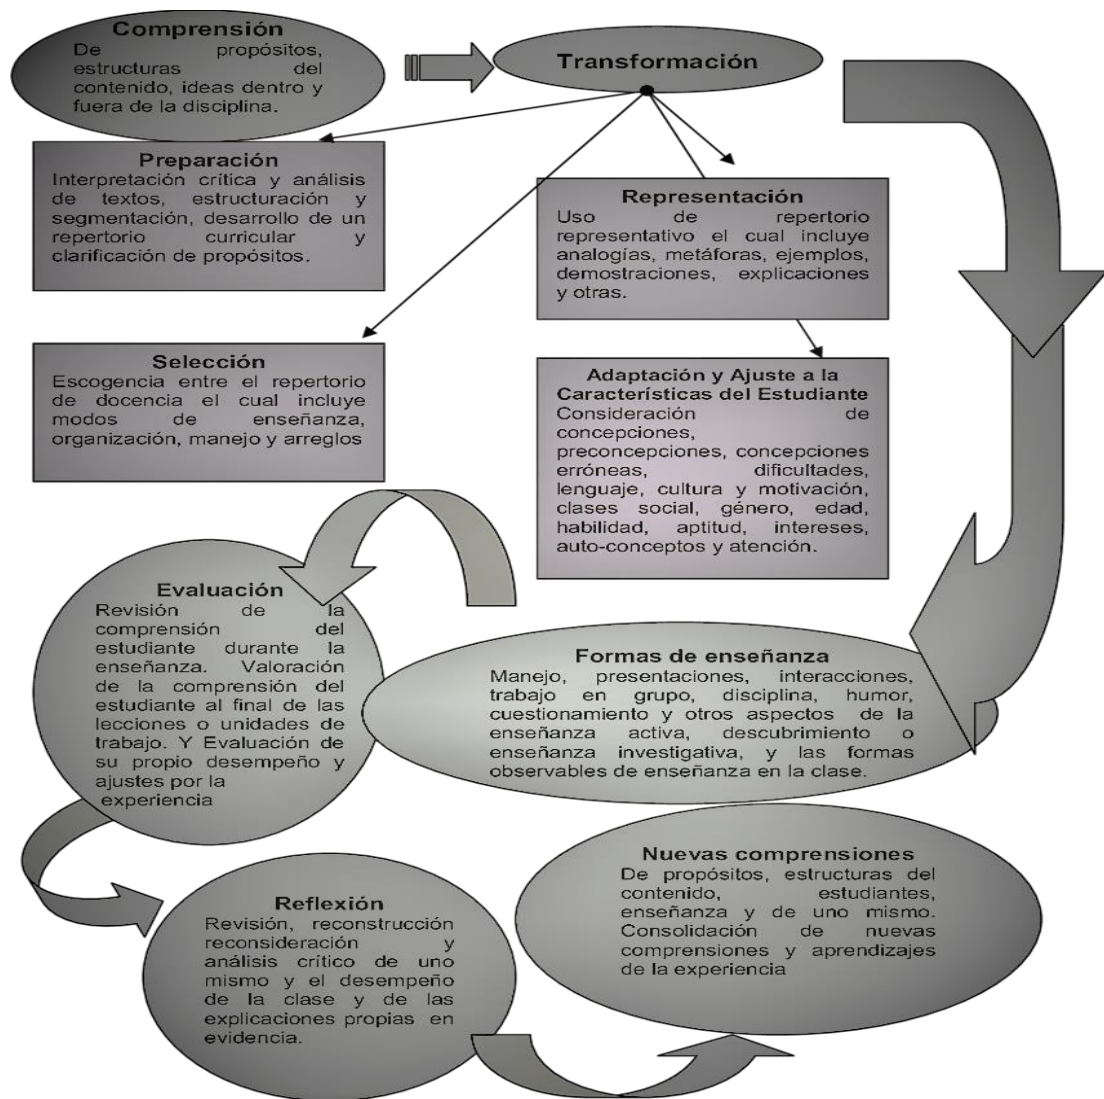 Comprensión
De propósitos,
estructuras del
contenido, ideas dentro y
fuera de la disciplina.
Transformación
Preparación
Interpretación crítica y análisis
de textos, estructuración y
segmentación, desarrollo de un
repertorio curricular y
clarificación de propósitos.
Representación
Uso de repertorio
representativo el cual incluye
analogías, metáforas, ejemplos,
demostraciones, explicaciones
y otras.
Selección
Escogencia entre el repertorio
de docencia el cual incluye
modos de enseñanza,
organización, manejo y arreglos
Adaptación y Ajuste a la
Características del Estudiante
Consideración de
concepciones,
preconcepciones, concepciones
erróneas, dificultades,
lenguaje, cultura y motivación,
clases social, género, edad,
habilidad, aptitud, intereses,
auto-conceptos y atención.
Evaluación
Revisión de la
comprensión del
estudiante durante la
enseñanza. Valoración
de la comprensión del
estudiante al final de las
lecciones o unidades de
trabajo. Y Evaluación de
su propio desempeño y
ajustes por la
experiencia
Formas de enseñanza
Manejo, presentaciones, interacciones,
trabajo en grupo, disciplina, humor,
cuestionamiento y otros aspectos de la
enseñanza activa, descubrimiento o
enseñanza investigativa, y las formas
observables de enseñanza en la clase.
Reflexión
Revisión, reconstrucción
reconsideración y
análisis crítico de uno
mismo y el desempeño
de la clase y de las
explicaciones propias en
evidencia.
Nuevas comprensiones
De propósitos, estructuras del
contenido, estudiantes,
enseñanza y de uno mismo.
Consolidación de nuevas
comprensiones y aprendizajes
de la experiencia